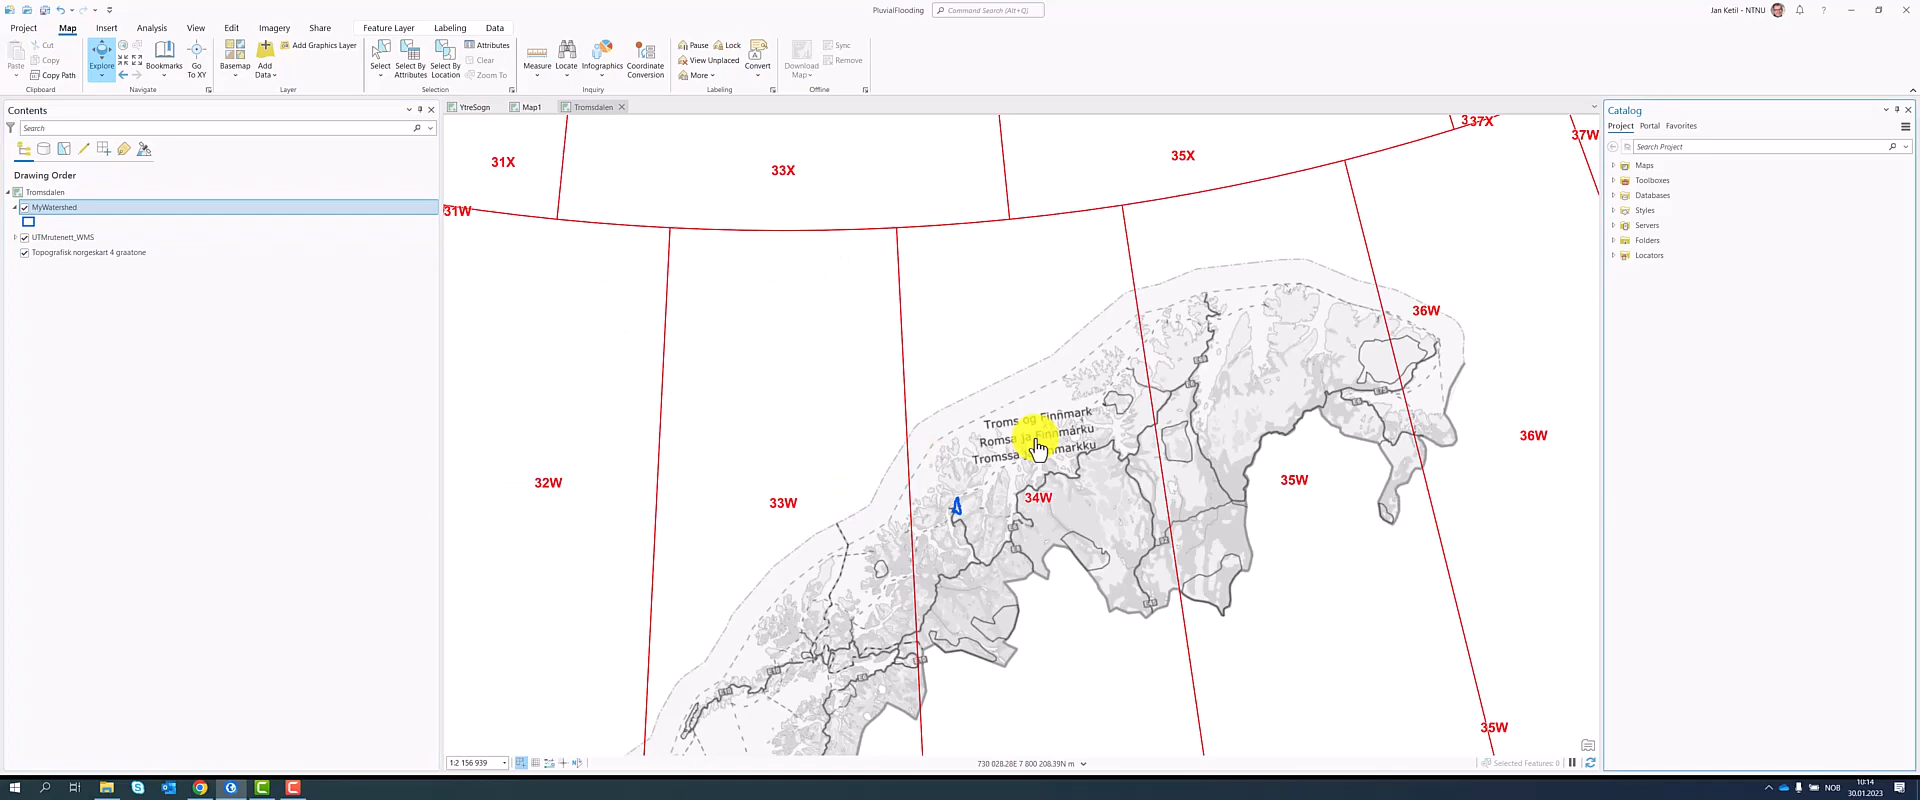 PluvialFlooding
Command Search (Alt+Q)
Jan Ketil - NTNU
?
Project
Map
Insert
Analysis
View
Edit
Imagery
Share
Feature Layer
Labeling
Data
Paste
Cut
Copy
Copy Path
Clipboard
Explore
Bookmarks
Go To XY
Navigate
Basemap
Add Data
Add Graphics Layer
Layer
Select
Select By Attributes
Select By Location
Attributes
Clear
Zoom To
Selection
Measure
Locate
Infographics
Coordinate Conversion
Inquiry
Pause
Lock
View Unplaced
More
Convert
Labeling
Download Map
Sync
Remove
Offline
Contents
Search
Drawing Order
Tromsdalen
MyWatershed
UTMrutenett_WMS
Topografisk norgeskart 4 graatone
YtreSogn
Map1
Tromsdalen
31X
33X
35X
37X
37W
31W
36W
Troms og Finnmark
Romsa ja Finnmárku
36W
32W
33W
34W
35W
35W
1:2 156 939
730 028.28E 7 800 208.39N m
Selected Features: 0
Catalog
Project
Portal
Favorites
Search Project
Maps
Toolboxes
Databases
Styles
Servers
Folders
Locators
NOB
10:14
30.01.2023